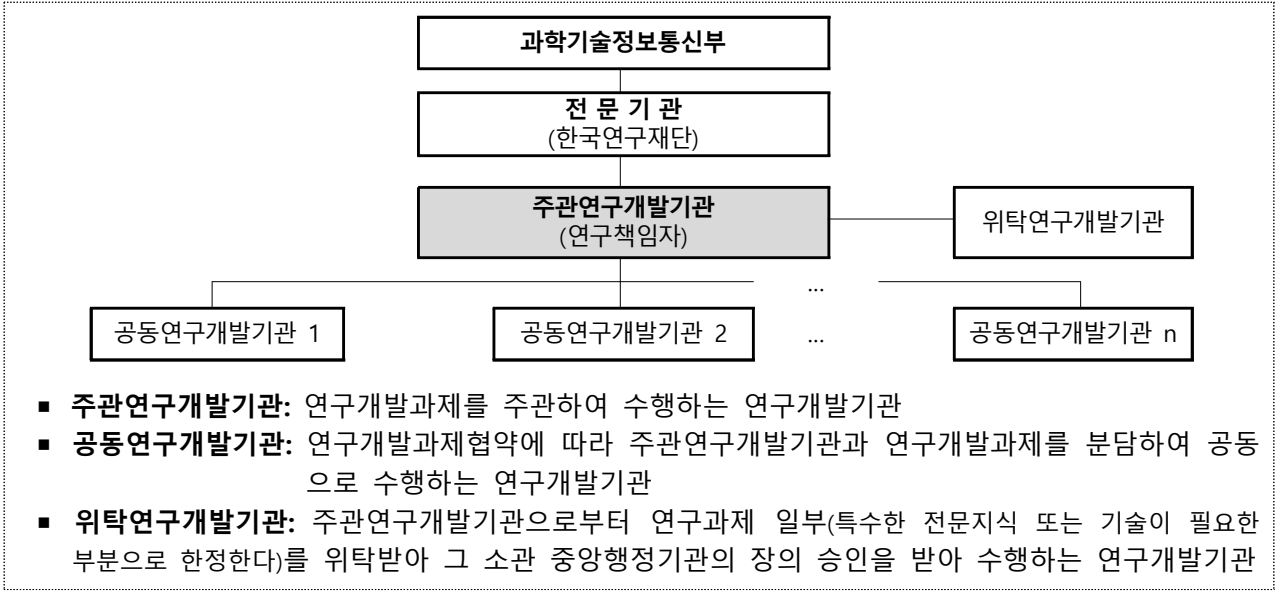 과학기술정보통신부
전 문 기 관
(한국연구재단)
주관연구개발기관
(연구책임자)
위탁연구개발기관
...
공동연구개발기관 1
공동연구개발기관 2
...
공동연구개발기관 n
▪ 주관연구개발기관: 연구개발과제를 주관하여 수행하는 연구개발기관
▪ 공동연구개발기관: 연구개발과제협약에 따라 주관연구개발기관과 연구개발과제를 분담하여 공동
으로 수행하는 연구개발기관
▪ 위탁연구개발기관: 주관연구개발기관으로부터 연구과제 일부(특수한 전문지식 또는 기술이 필요한
부분으로 한정한다)를 위탁받아 그 소관 중앙행정기관의 장의 승인을 받아 수행하는 연구개발기관